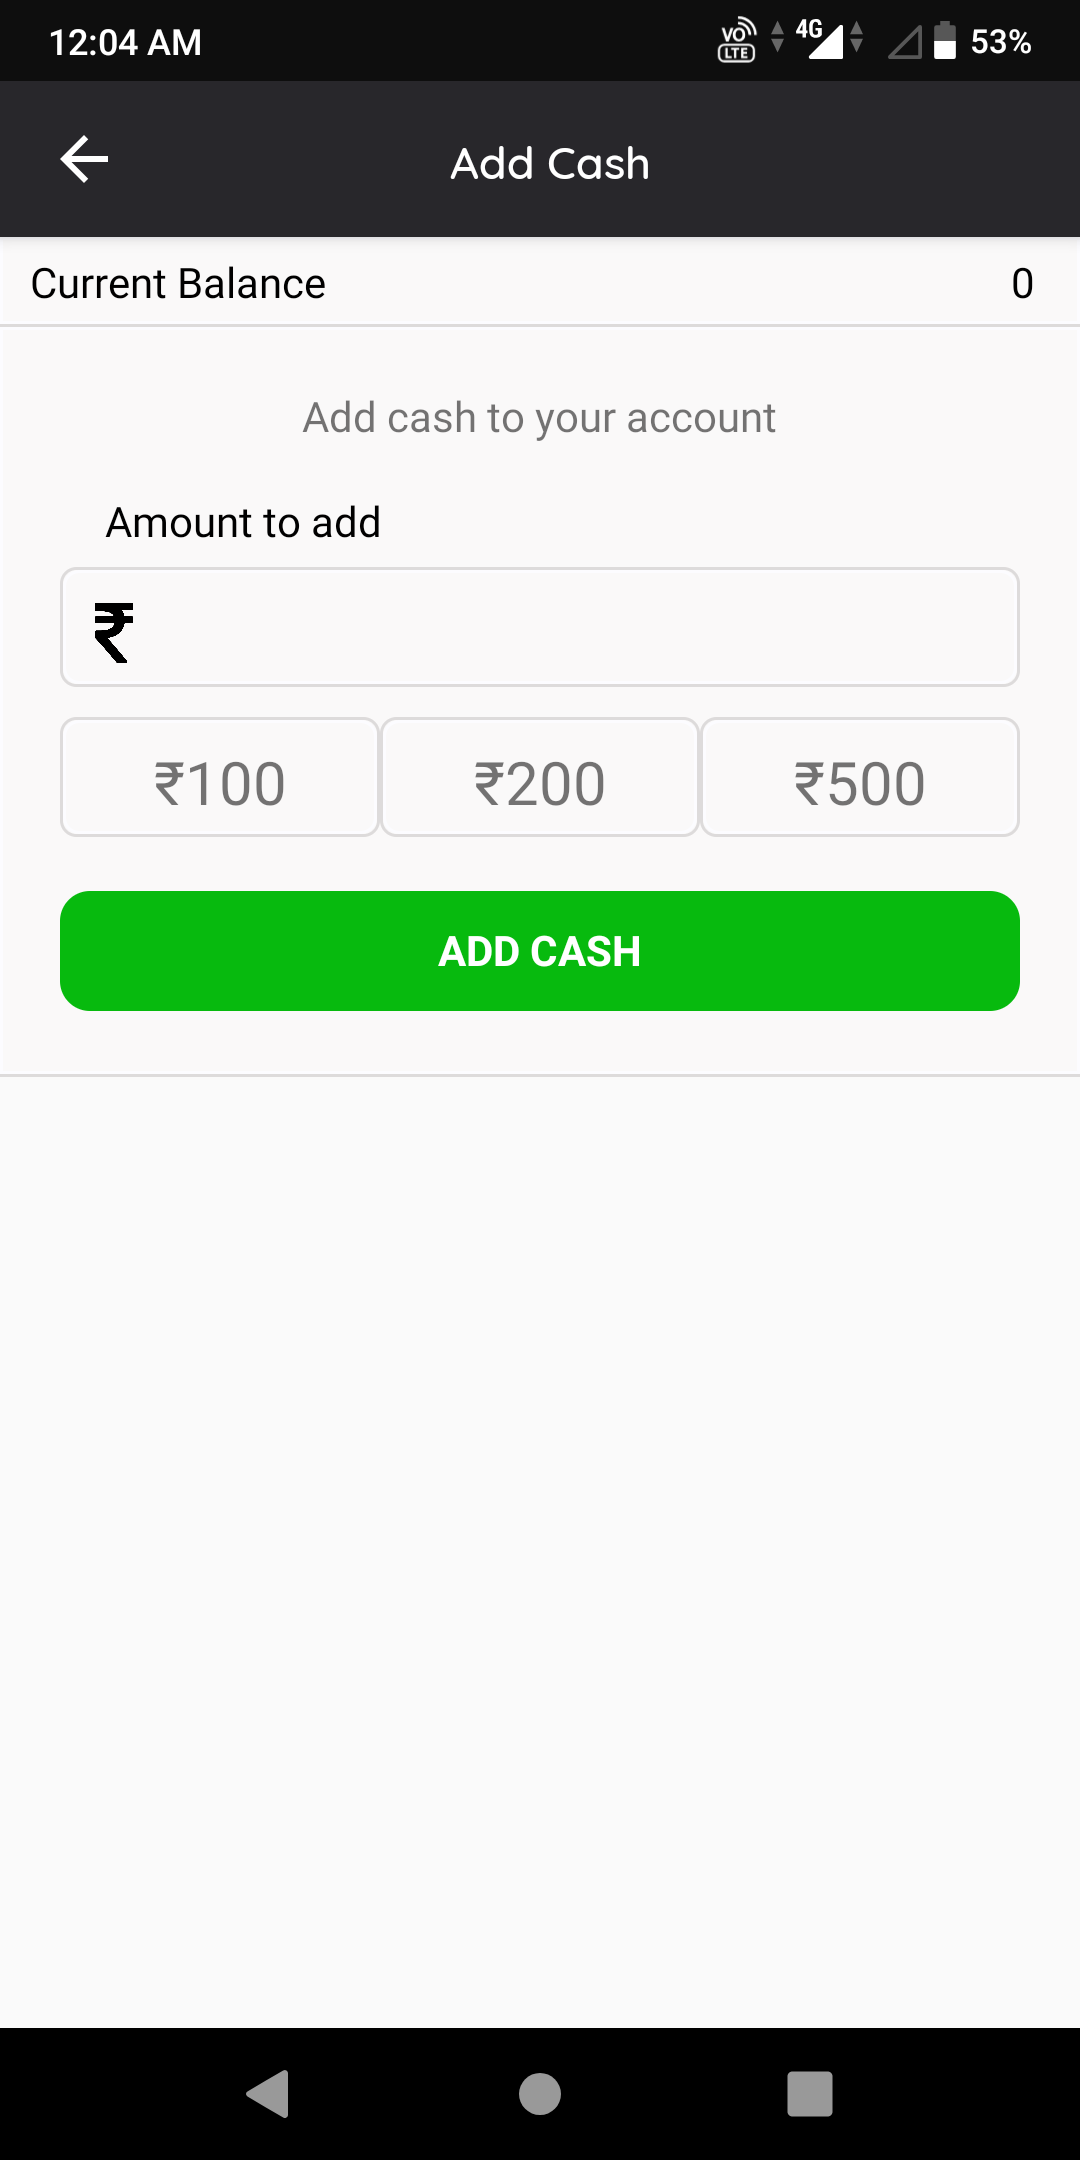 12:04 AM VO LTE 4G 53%
Add Cash
Current Balance 0
Add cash to your account
Amount to add
₹
₹100 ₹200 ₹500
ADD CASH